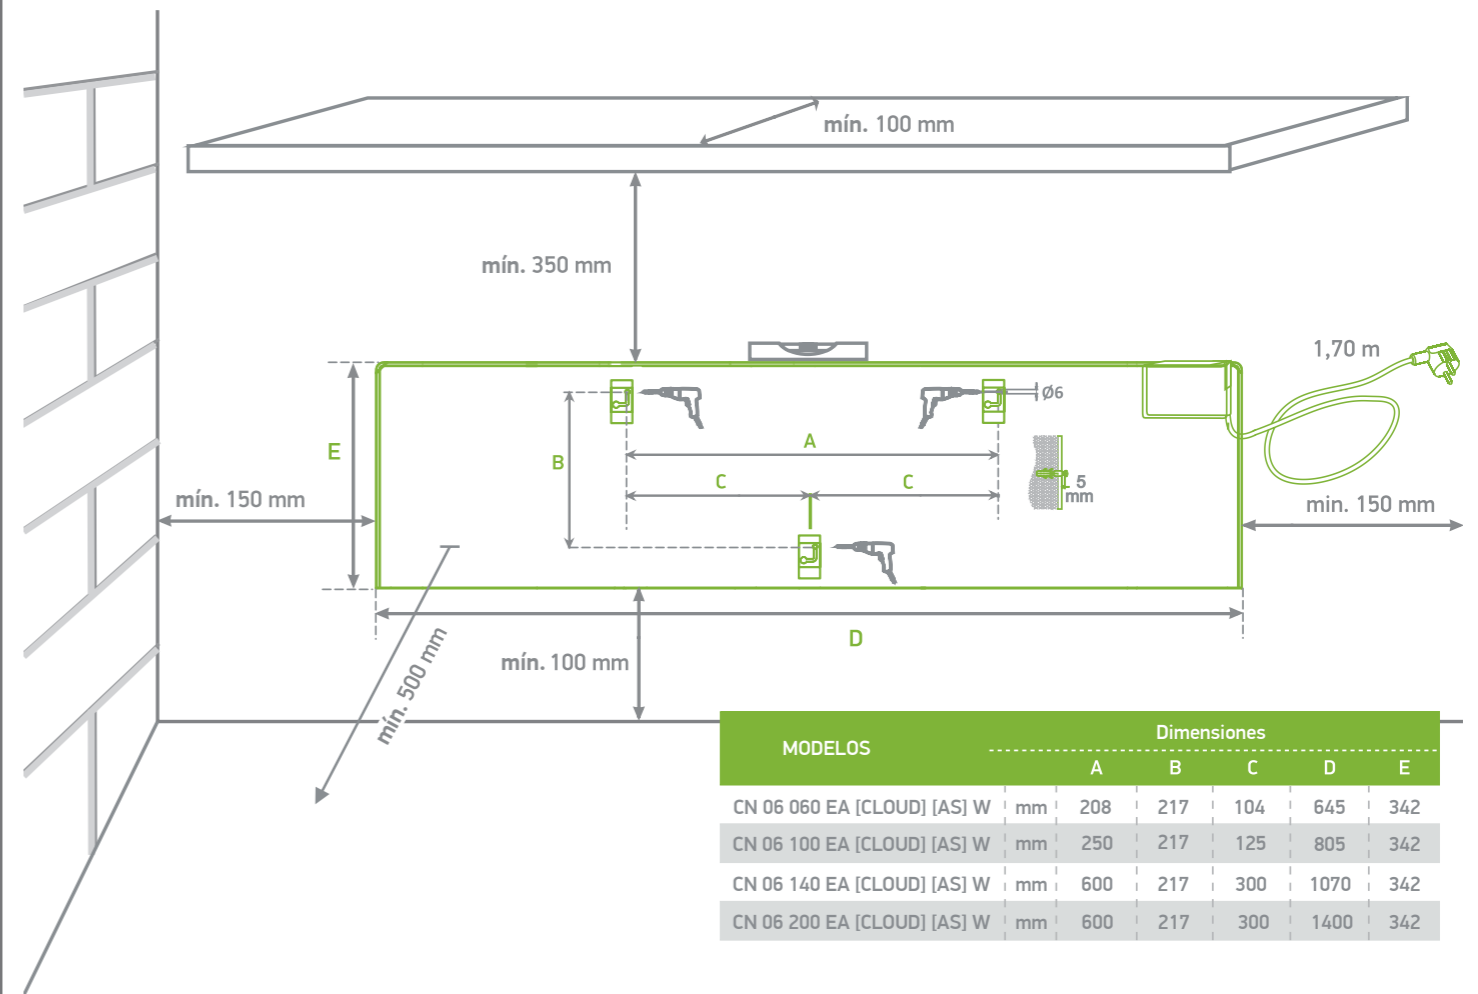 mín. 100 mm
mín. 350 mm
1,70 m
Ø6
A
E
B
C
C
5
mm
mín. 150 mm
min. 150 mm
D
mín. 500 mm
mín. 100 mm
MODELOS
Dimensiones
A B C D E
CN 06 060 EA [CLOUD] [AS] W mm 208 217 104 645 342
CN 06 100 EA [CLOUD] [AS] W mm 250 217 125 805 342
CN 06 140 EA [CLOUD] [AS] W mm 600 217 300 1070 342
CN 06 200 EA [CLOUD] [AS] W mm 600 217 300 1400 342